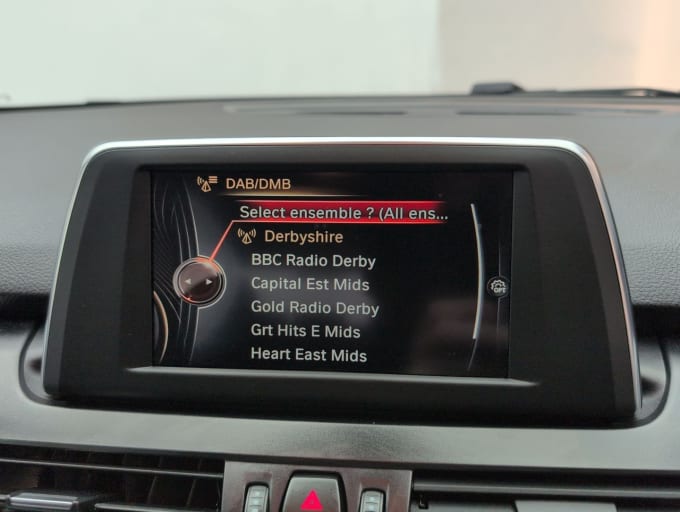 DAB/DMB
Select ensemble ? (All ens...
Derbyshire
BBC Radio Derby
Capital Est Mids
Gold Radio Derby
Grt Hits E Mids
Heart East Mids
OPT